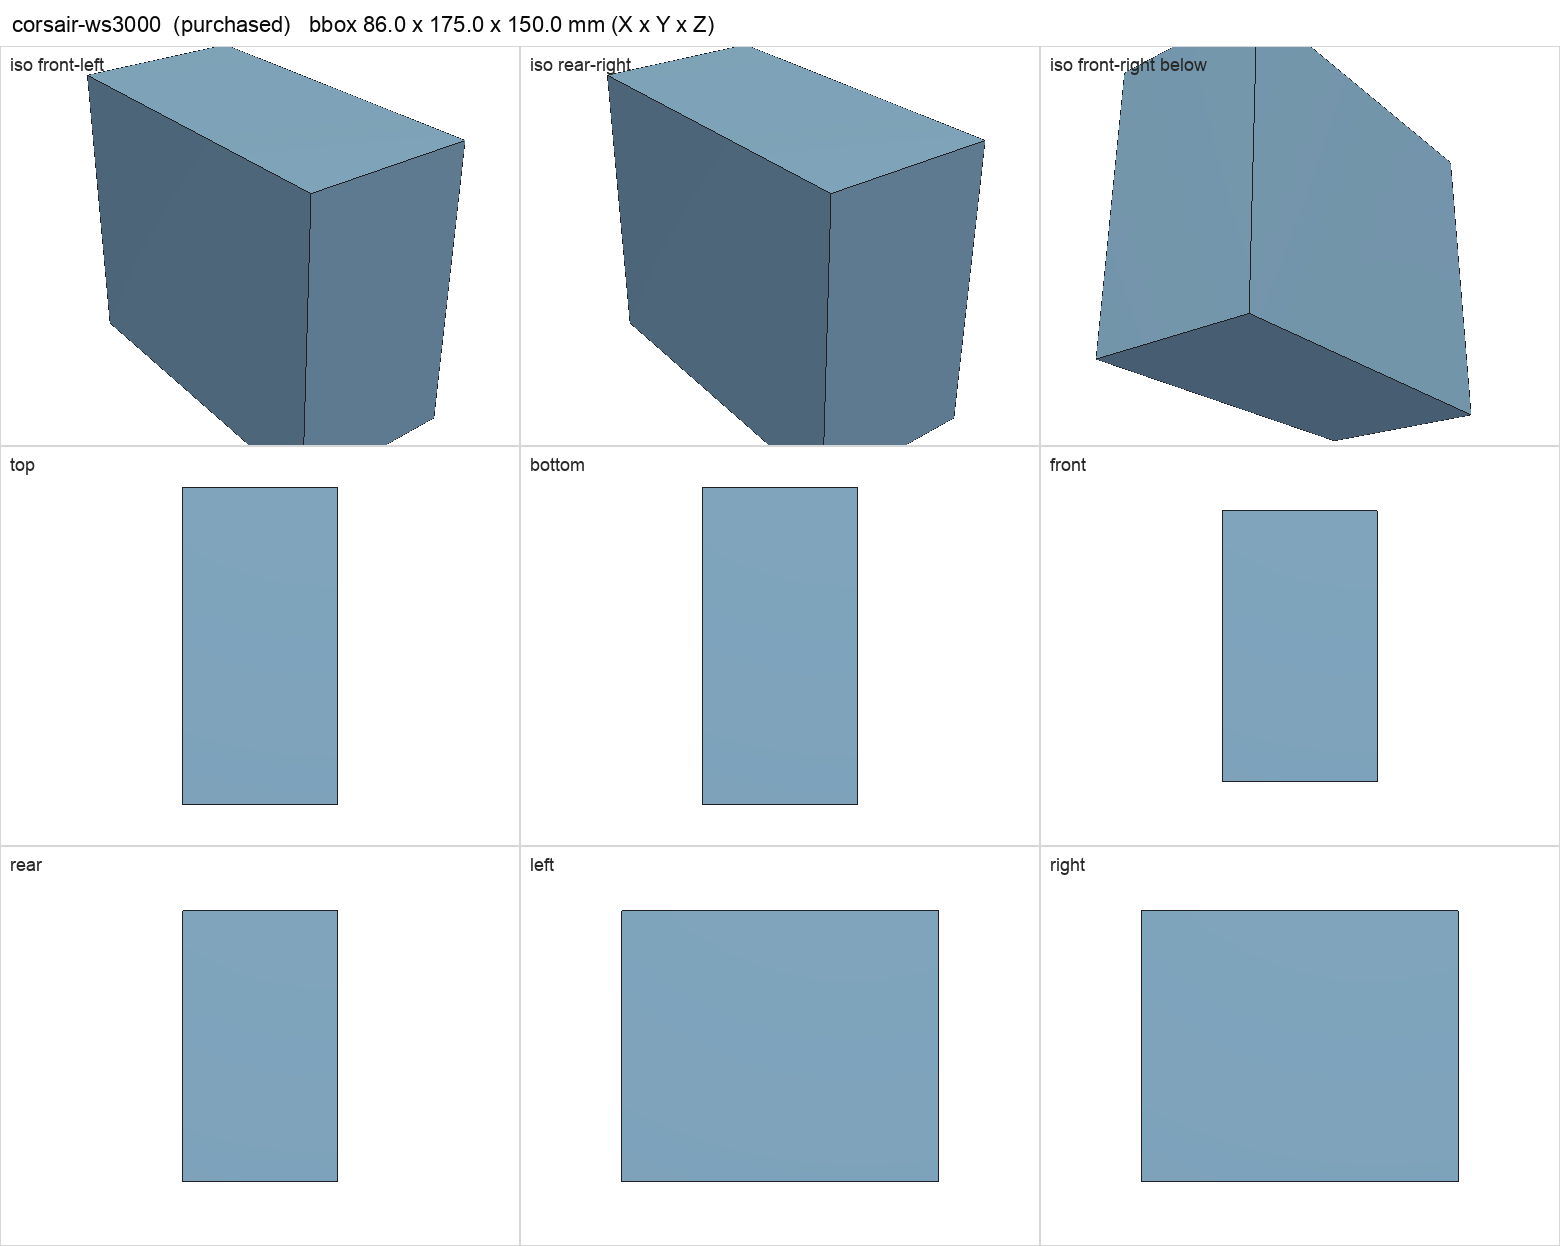 corsair-ws3000 (purchased) bbox 86.0 x 175.0 x 150.0 mm (X x Y x Z)
iso front-left
iso rear-right
iso front-right below
top
bottom
front
rear
left
right